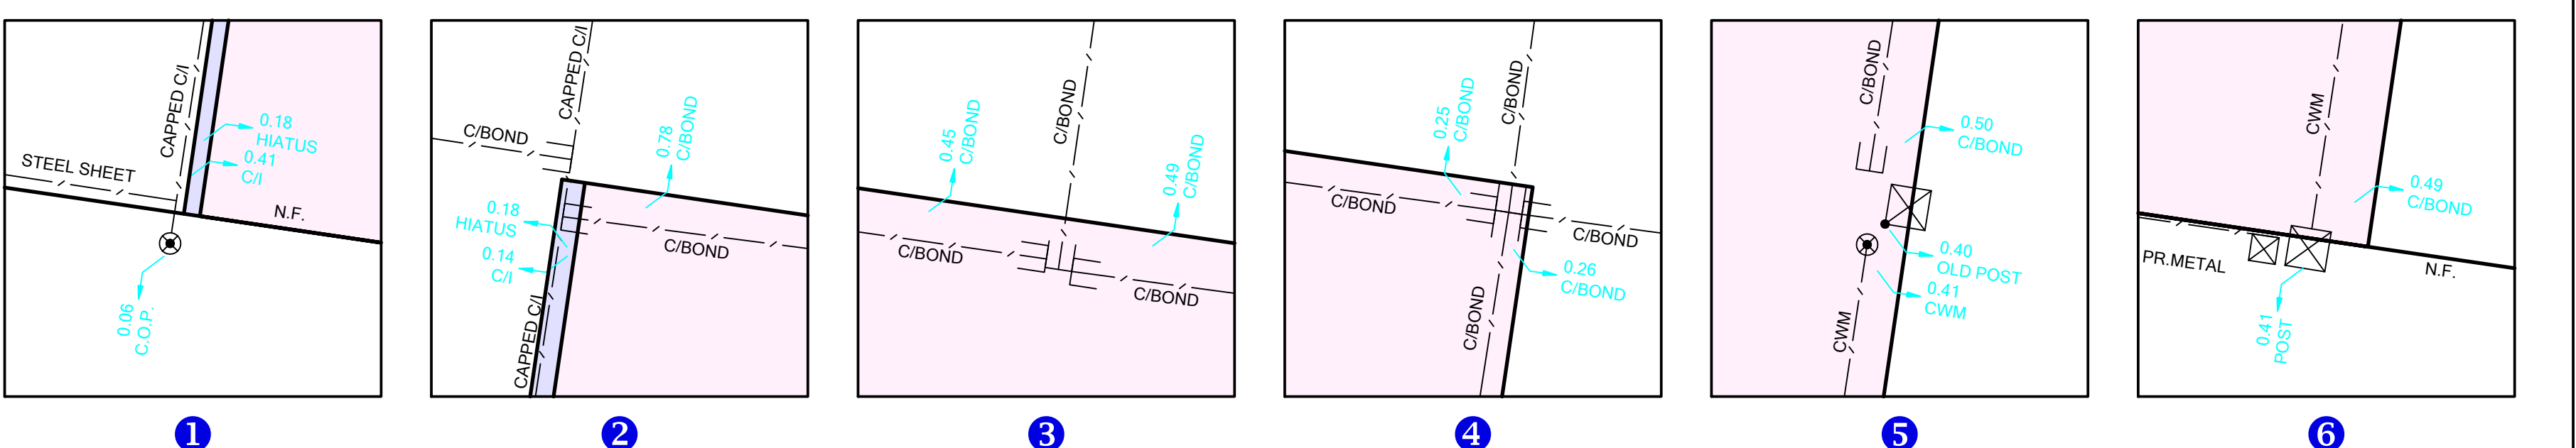 CAPPED C/I
0.18
HIATUS
0.41
C/I
STEEL SHEET
N.F.
0.06
C.O.P.
1
CAPPED C/I
C/BOND
0.78
C/BOND
0.18
HIATUS
0.14
C/I
C/BOND
CAPPED C/I
2
C/BOND
0.45
C/BOND
0.49
C/BOND
C/BOND
C/BOND
3
0.25
C/BOND
C/BOND
C/BOND
C/BOND
0.26
C/BOND
C/BOND
4
C/BOND
0.50
C/BOND
0.40
OLD POST
0.41
CWM
CWM
5
CWM
0.49
C/BOND
PR.METAL
N.F.
0.41
POST
6